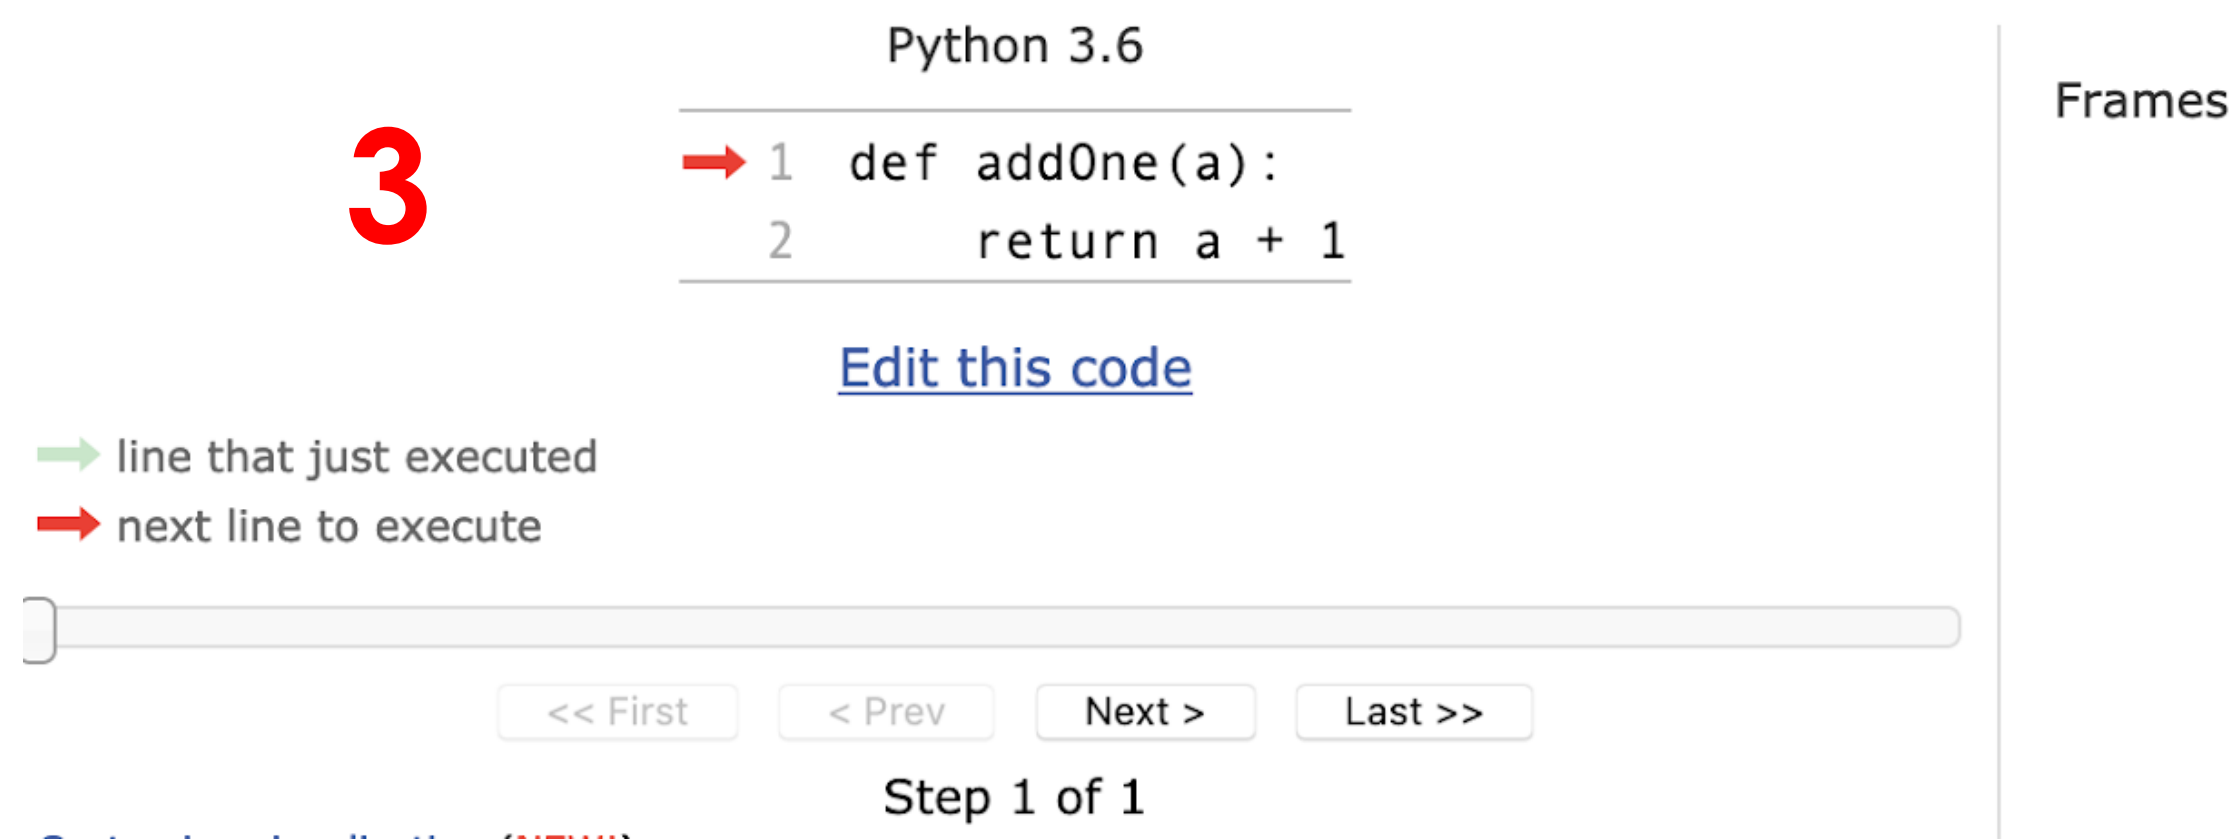 Python 3.6
Frames
3
1 def addOne(a):
2     return a + 1
Edit this code
line that just executed
next line to execute
<< First < Prev Next > Last >>
Step 1 of 1